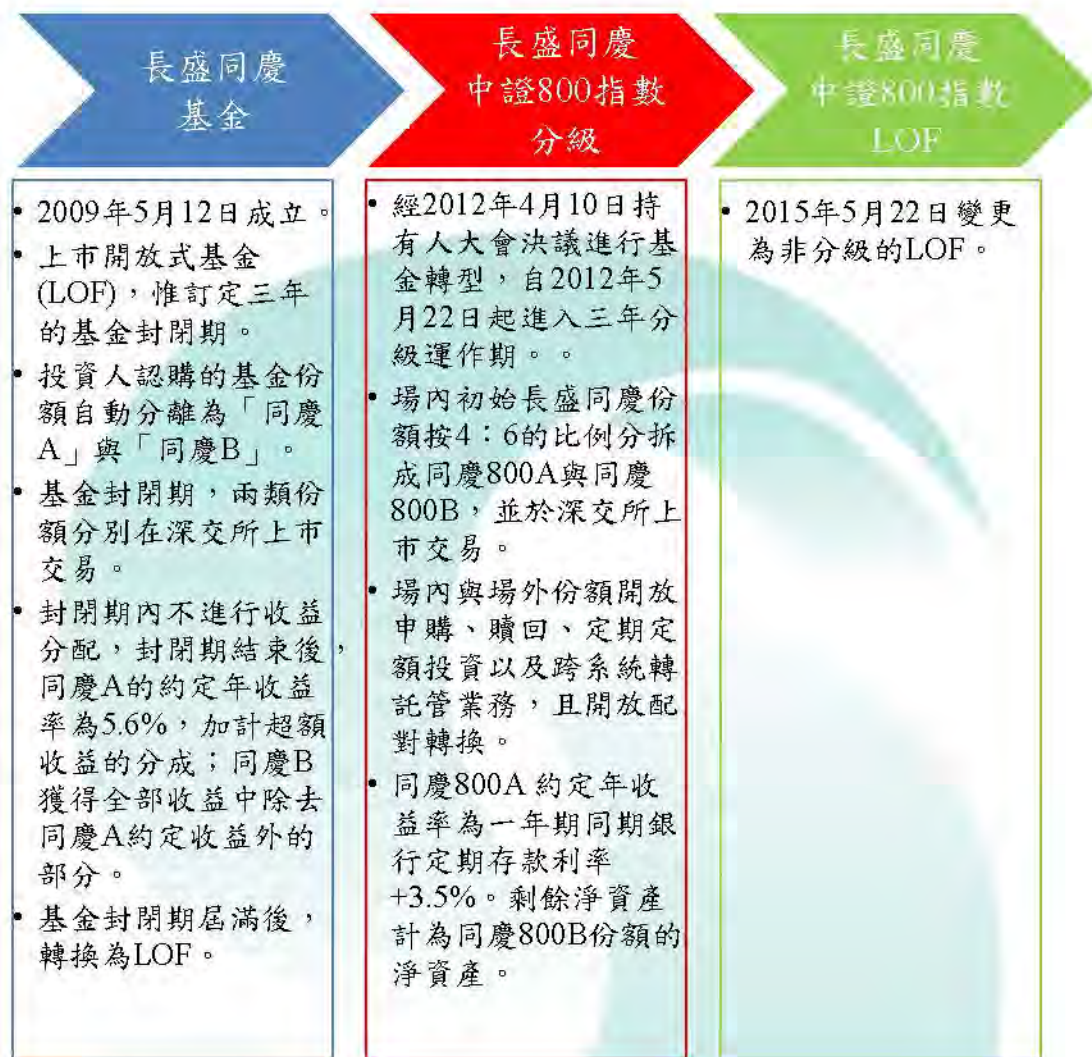 長盛同慶
基金
長盛同慶
中證800指數
分級
長盛同慶
中證800指數
LOF
• 2009年5月12日成立。
• 上市開放式基金
(LOF)，惟訂定三年
的基金封閉期。
• 投資人認購的基金份
額自動分離為「同慶
A」與「同慶B」。
• 基金封閉期，兩類份
額分別在深交所上市
交易。
• 封閉期內不進行收益
分配，封閉期結束後，
同慶A的約定年收益
率為5.6%，加計超額
收益的分成；同慶B
獲得全部收益中除去
同慶A約定收益外的
部分。
• 基金封閉期屆滿後，
轉換為LOF。
• 經2012年4月10日持
有人大會決議進行基
金轉型，自2012年5
月22日起進入三年分
級運作期。。
• 場內初始長盛同慶份
額按4：6的比例分拆
成同慶800A與同慶
800B，並於深交所上
市交易。
• 場內與場外份額開放
申購、贖回、定期定
額投資以及跨系統轉
託管業務，且開放配
對轉換。
• 同慶800A 約定年收
益率為一年期同期銀
行定期存款利率
+3.5%。剩餘淨資產
計為同慶800B份額的
淨資產。
• 2015年5月22日變更
為非分級的LOF。